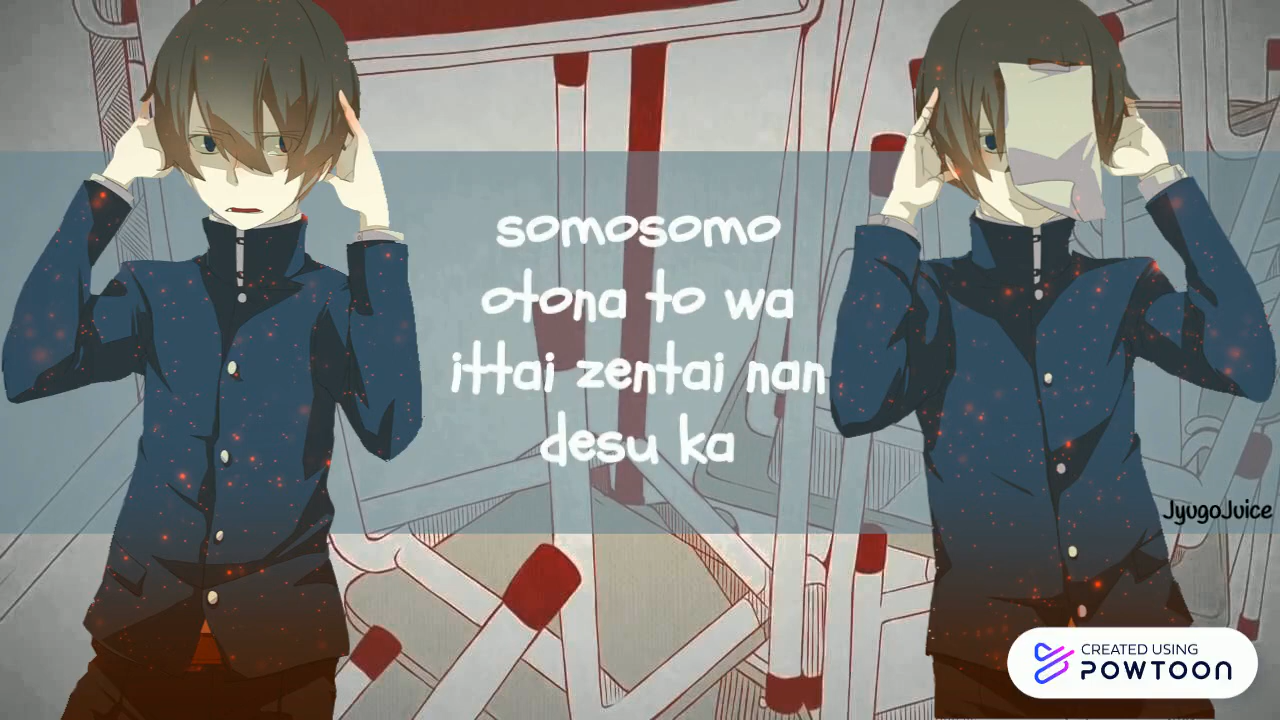 somosomo
otona to wa
ittai zentai nan
desu ka
JyugoJuice
CREATED USING
POWTOON